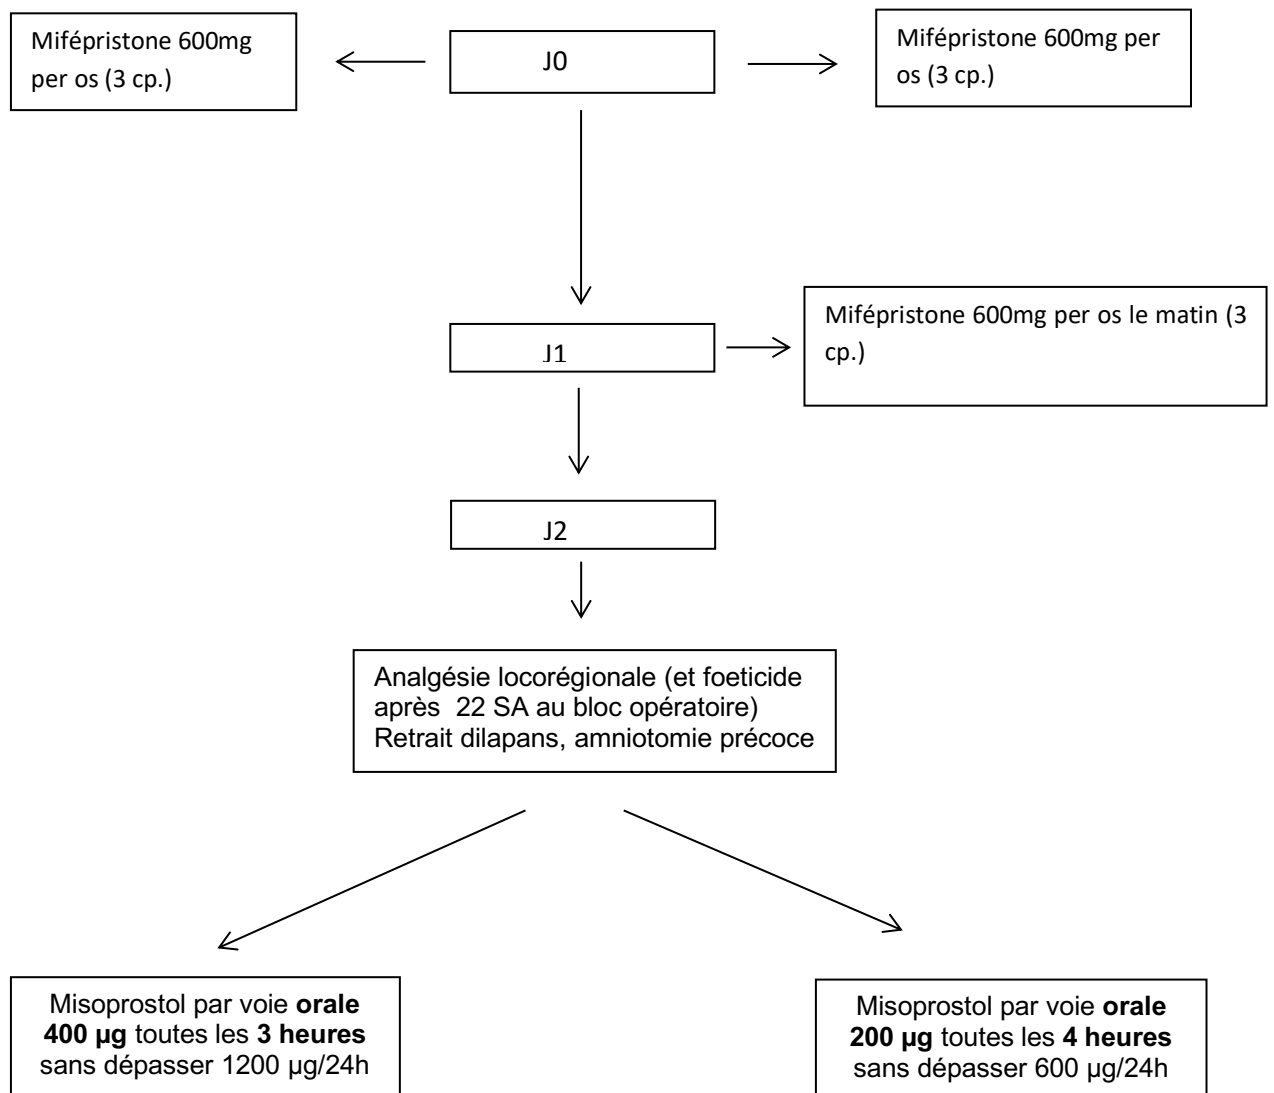 Mifépristone 600mg
per os (3 cp.)
J0
Mifépristone 600mg per
os (3 cp.)
J1
Mifépristone 600mg per os le matin (3
cp.)
J2
Analgésie locorégionale (et foeticide
après 22 SA au bloc opératoire)
Retrait dilapans, amniotomie précoce
Misoprostol par voie orale
400 µg toutes les 3 heures
sans dépasser 1200 µg/24h
Misoprostol par voie orale
200 µg toutes les 4 heures
sans dépasser 600 µg/24h